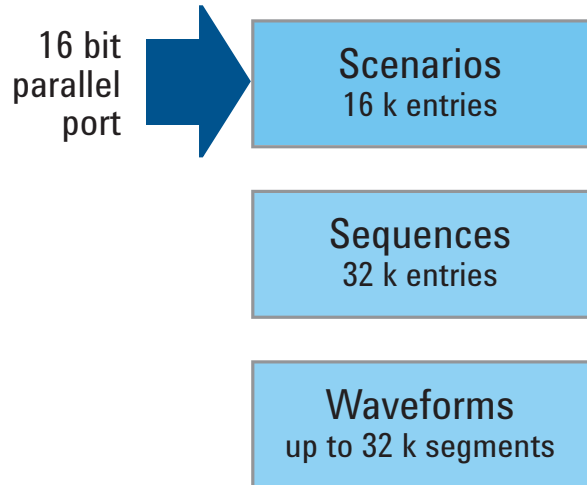 16 bit
parallel
port
Scenarios
16 k entries
Sequences
32 k entries
Waveforms
up to 32 k segments